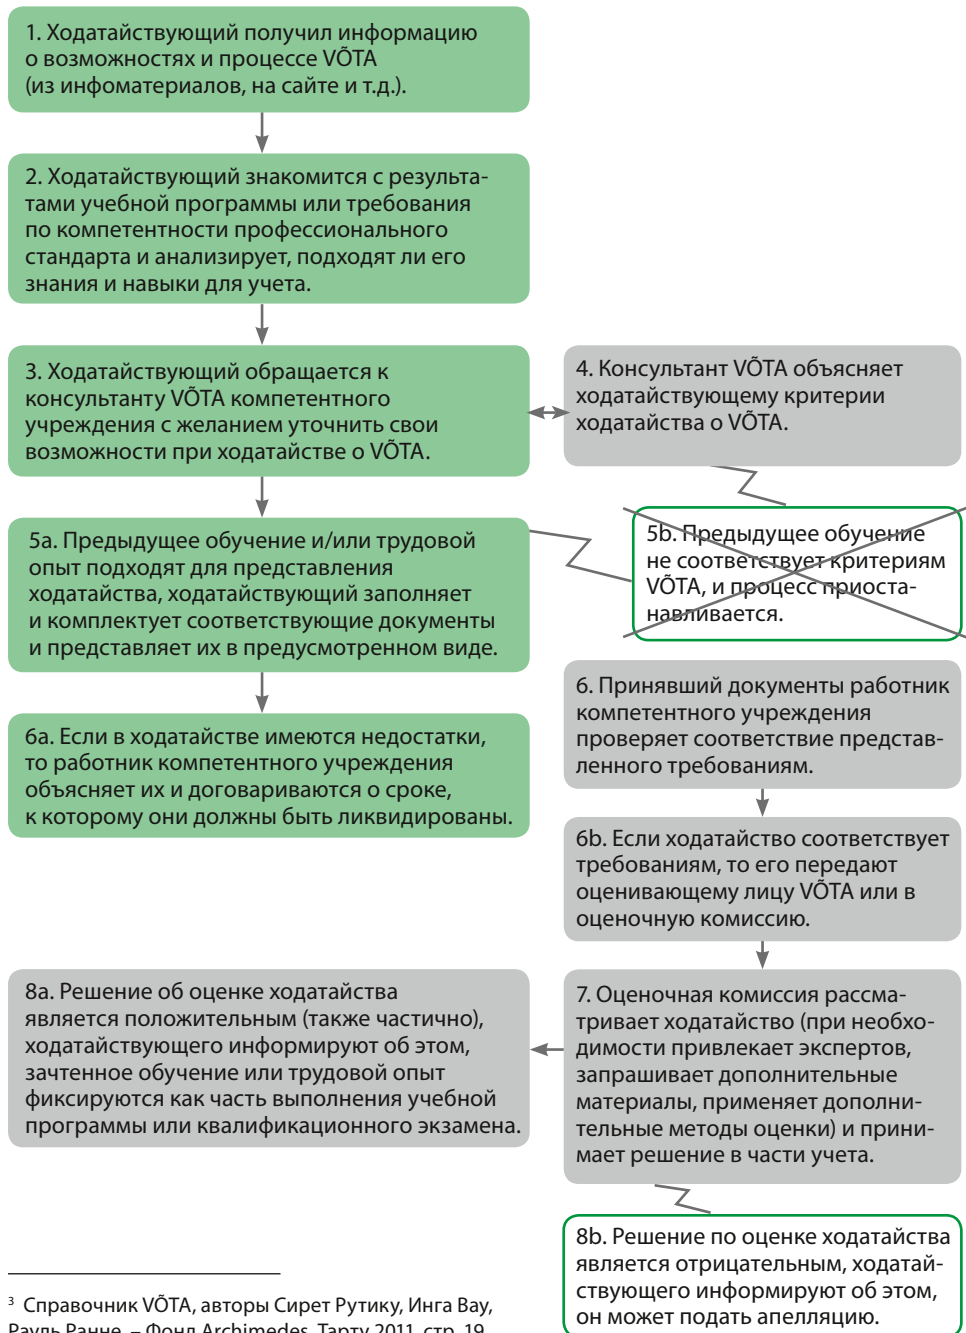 1. Ходатайствующий получил информацию
о возможностях и процессе VÕTA
(из инфоматериалов, на сайте и т.д.).
2. Ходатайствующий знакомится с результа-
тами учебной программы или требования
по компетентности профессионального
стандарта и анализирует, подходят ли его
знания и навыки для учета.
3. Ходатайствующий обращается к
консультанту VÕTA компетентного
учреждения с желанием уточнить свои
возможности при ходатайстве о VÕTA.
4. Консультант VÕTA объясняет
ходатайствующему критерии
ходатайства о VÕTA.
5a. Предыдущее обучение и/или трудовой
опыт подходят для представления
ходатайства, ходатайствующий заполняет
и комплектует соответствующие документы
и представляет их в предусмотренном виде.
5b. Предыдущее обучение
не соответствует критериям
VÕTA, и процесс приоста-
навливается.
6. Принявший документы работник
компетентного учреждения
проверяет соответствие представ-
ленного требованиям.
6a. Если в ходатайстве имеются недостатки,
то работник компетентного учреждения
объясняет их и договариваются о сроке,
к которому они должны быть ликвидированы.
6b. Если ходатайство соответствует
требованиям, то его передают
оценивающему лицу VÕTA или в
оценочную комиссию.
7. Оценочная комиссия рассма-
тривает ходатайство (при необхо-
димости привлекает экспертов,
запрашивает дополнительные
материалы, применяет дополни-
тельные методы оценки) и прини-
мает решение в части учета.
8a. Решение об оценке ходатайства
является положительным (также частично),
ходатайствующего информируют об этом,
зачтенное обучение или трудовой опыт
фиксируются как часть выполнения учебной
программы или квалификационного экзамена.
8b. Решение по оценке ходатайства
является отрицательным, ходатай-
ствующего информируют об этом,
он может подать апелляцию.
3 Справочник VÕTA, авторы Сирет Рутику, Инга Вау,
Рауль Ранне. – Фонд Archimedes, Тарту 2011, стр. 19